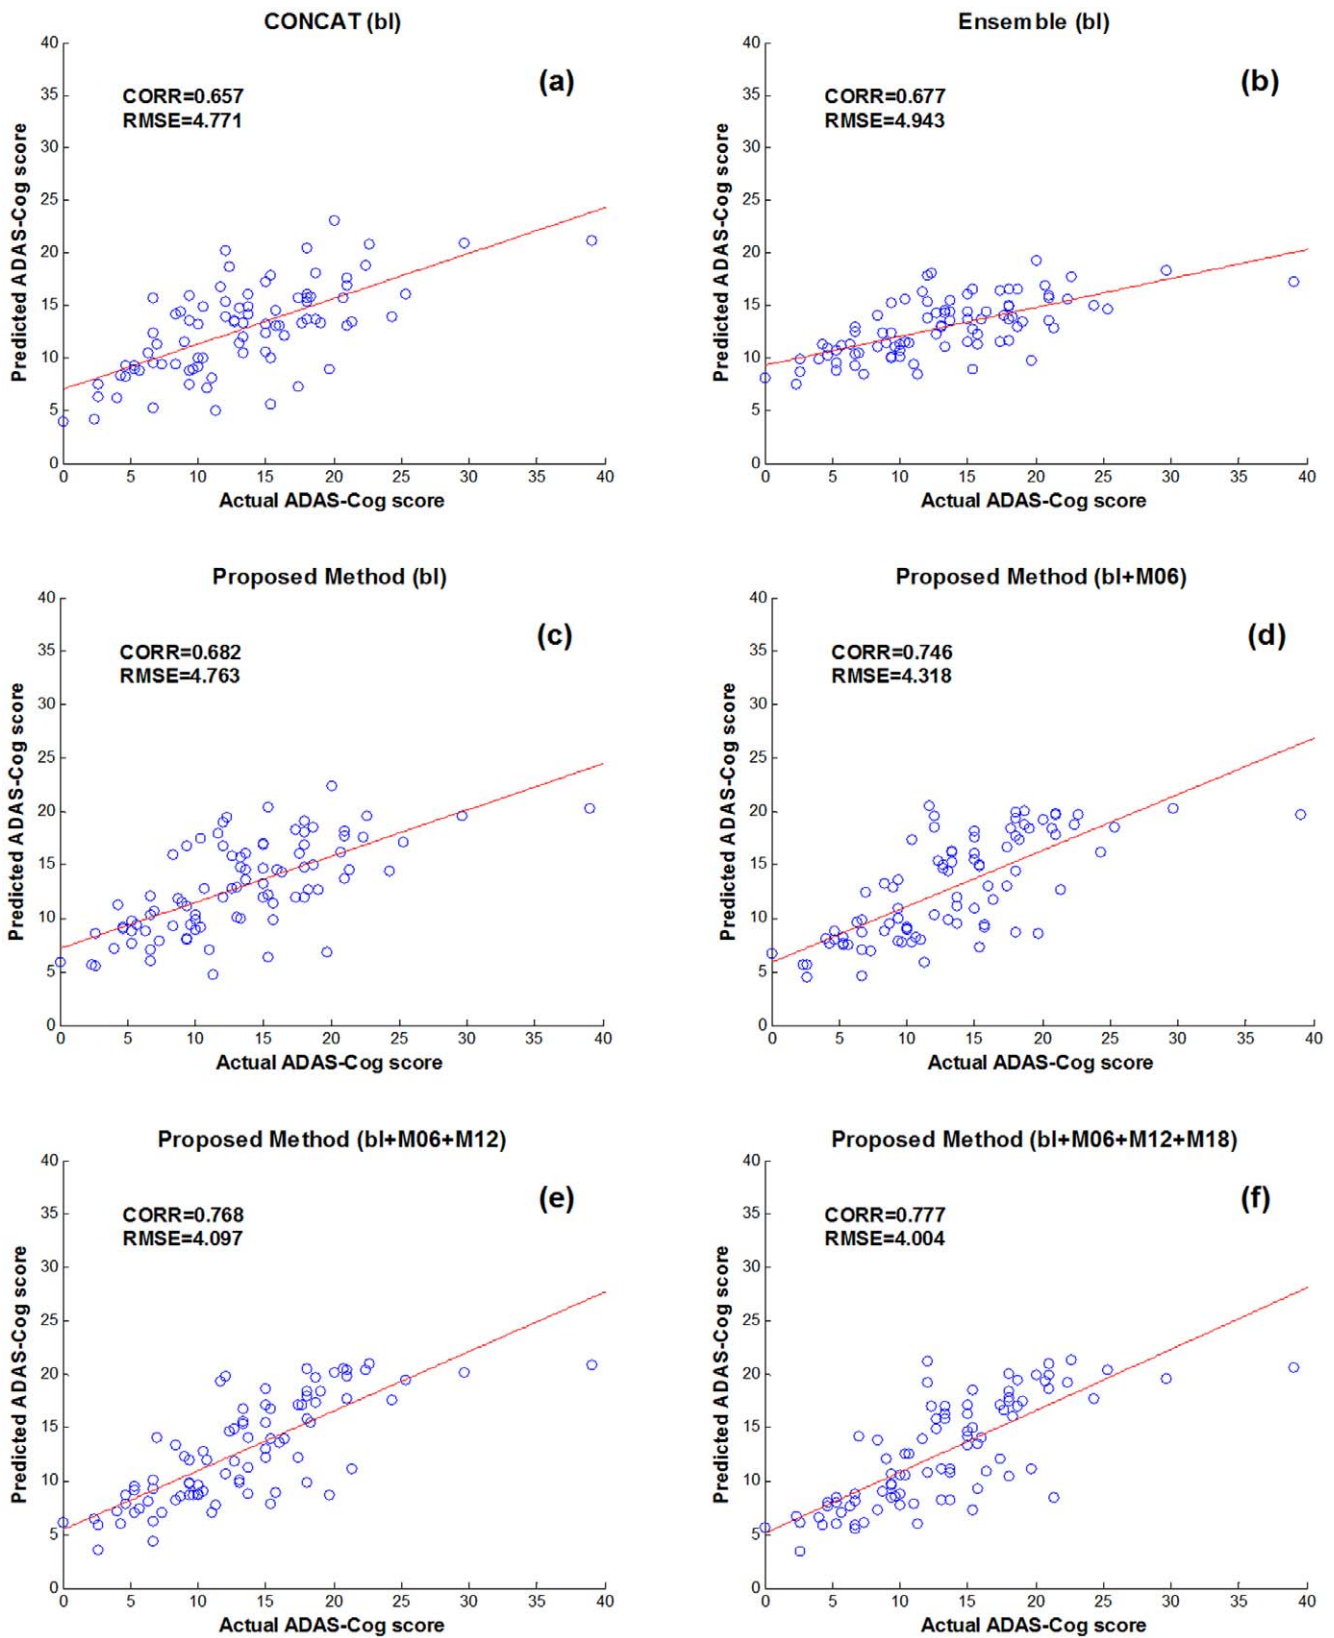 CONCAT (bl)
(a)
CORR=0.657
RMSE=4.771
Predicted ADAS-Cog score
40
35
30
25
20
15
10
5
0
0 5 10 15 20 25 30 35 40
Actual ADAS-Cog score
Ensemble (bl)
(b)
CORR=0.677
RMSE=4.943
Predicted ADAS-Cog score
40
35
30
25
20
15
10
5
0
0 5 10 15 20 25 30 35 40
Actual ADAS-Cog score
Proposed Method (bl)
(c)
CORR=0.682
RMSE=4.763
Predicted ADAS-Cog score
40
35
30
25
20
15
10
5
0
0 5 10 15 20 25 30 35 40
Actual ADAS-Cog score
Proposed Method (bl+M06)
(d)
CORR=0.746
RMSE=4.318
Predicted ADAS-Cog score
40
35
30
25
20
15
10
5
0
0 5 10 15 20 25 30 35 40
Actual ADAS-Cog score
Proposed Method (bl+M06+M12)
(e)
CORR=0.768
RMSE=4.097
Predicted ADAS-Cog score
40
35
30
25
20
15
10
5
0
0 5 10 15 20 25 30 35 40
Actual ADAS-Cog score
Proposed Method (bl+M06+M12+M18)
(f)
CORR=0.777
RMSE=4.004
Predicted ADAS-Cog score
40
35
30
25
20
15
10
5
0
0 5 10 15 20 25 30 35 40
Actual ADAS-Cog score